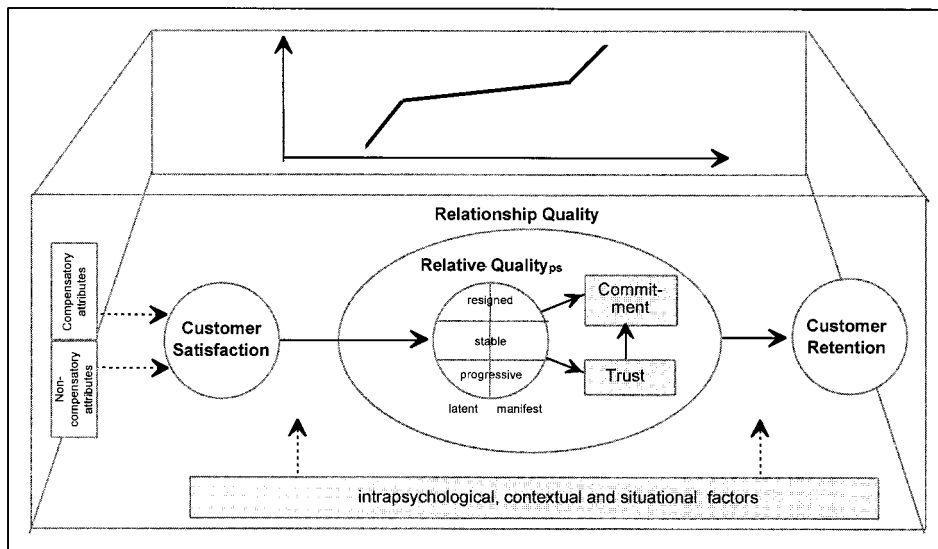 Relationship Quality
Compensatory
attributes
Non-
compensatory
attributes
Customer
Satisfaction
Relative Quality ps
resigned
stable
progressive
latent manifest
Commit-
ment
Trust
Customer
Retention
intrapsychological, contextual and situational factors